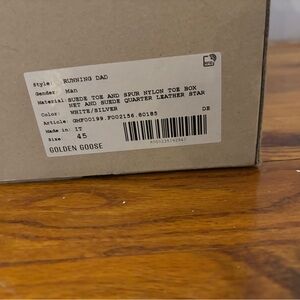 Style: RUNNING DAD
Gender: Man
Material: SUEDE TOE AND SPUR NYLON TOE BOX
NET AND SUEDE QUARTER LEATHER STAR
Color: WHITE/SILVER DE
Article: GMF00199.F002156.80185
Made in: IT
Size: 45
GOLDEN GOOSE